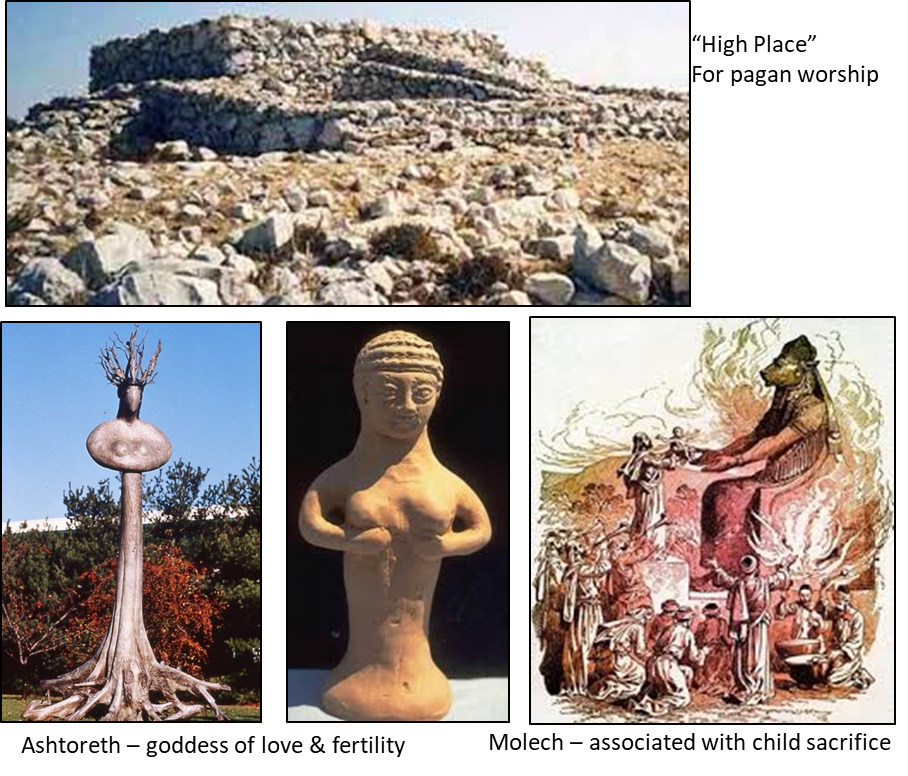 “High Place”
For pagan worship
Ashtoreth – goddess of love & fertility
Molech – associated with child sacrifice